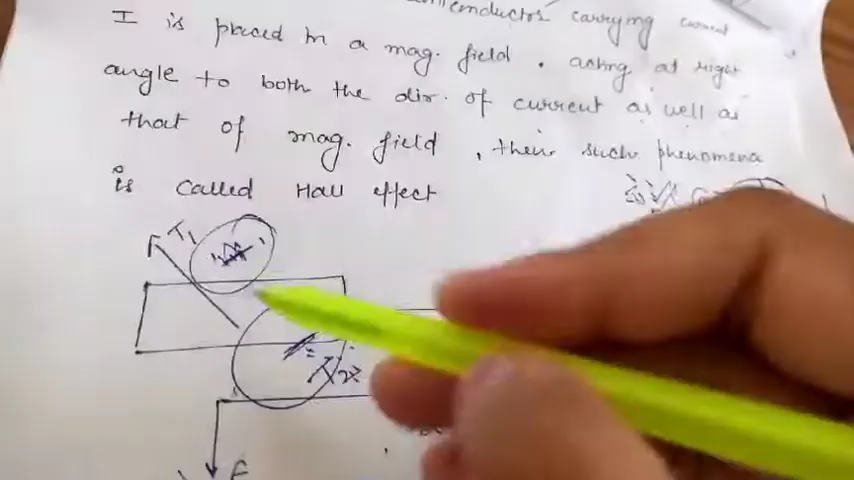 carrying current
I is placed in a mag. field . acting at right
angle to both the dir. of current as well as
that of mag. field , then such phenomena
is called Hall effect
F